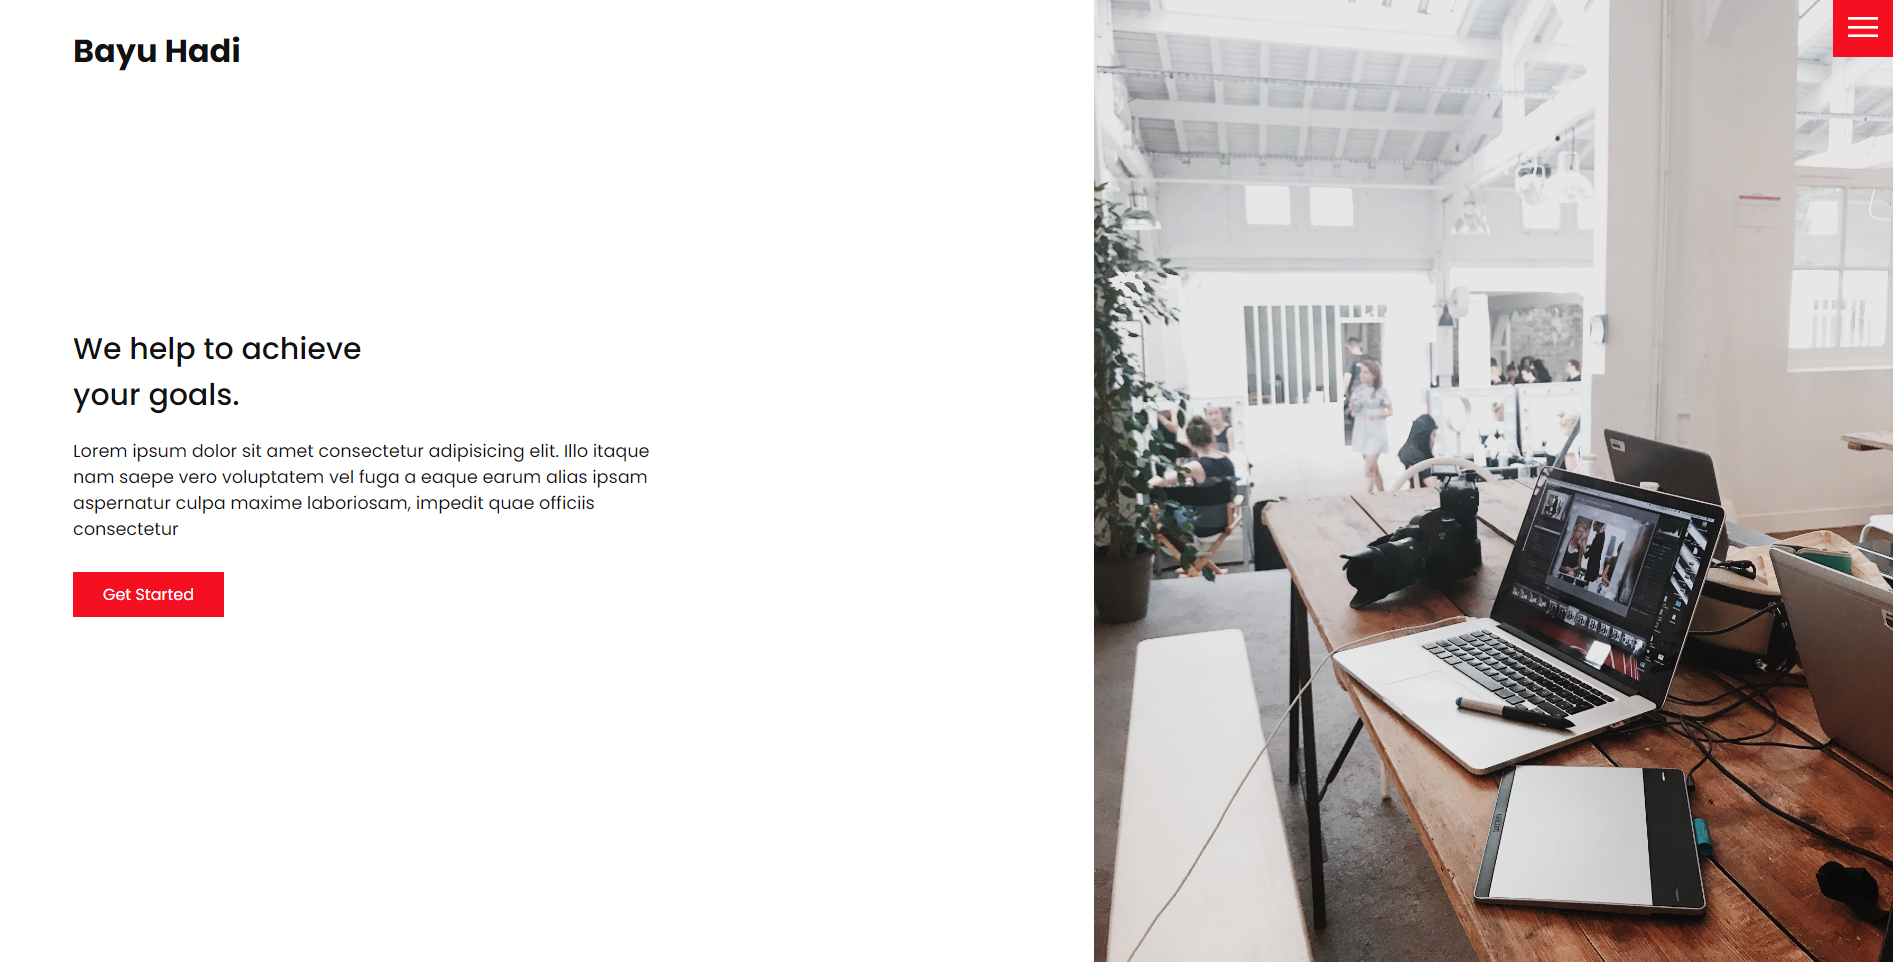 Bayu Hadi
We help to achieve
your goals.
Lorem ipsum dolor sit amet consectetur adipisicing elit. Illo itaque
nam saepe vero voluptatem vel fuga a eaque earum alias ipsam
aspernatur culpa maxime laboriosam, impedit quae officiis
consectetur
Get Started